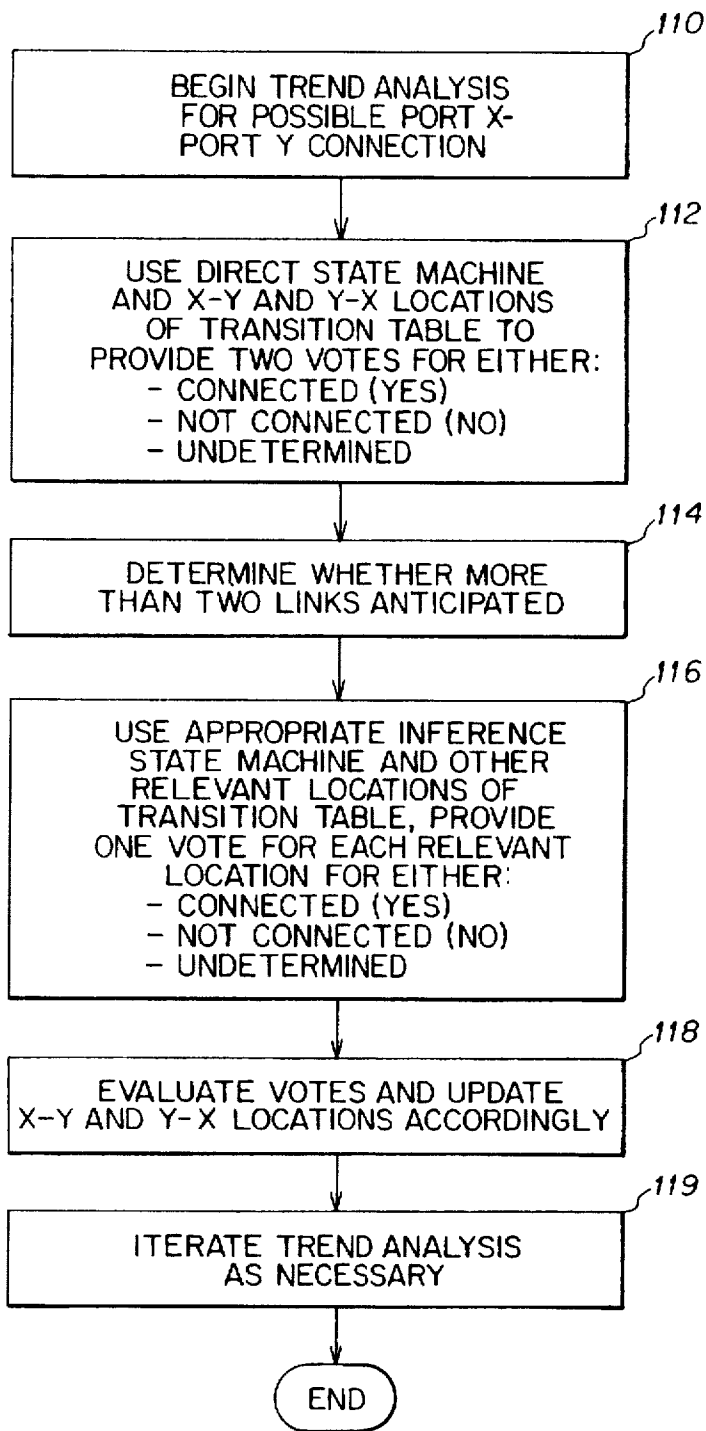 110
BEGIN TREND ANALYSIS
FOR POSSIBLE PORT X-
PORT Y CONNECTION
112
USE DIRECT STATE MACHINE
AND X-Y AND Y-X LOCATIONS
OF TRANSITION TABLE TO
PROVIDE TWO VOTES FOR EITHER:
- CONNECTED (YES)
- NOT CONNECTED (NO)
- UNDETERMINED
114
DETERMINE WHETHER MORE
THAN TWO LINKS ANTICIPATED
116
USE APPROPRIATE INFERENCE
STATE MACHINE AND OTHER
RELEVANT LOCATIONS OF
TRANSITION TABLE, PROVIDE
ONE VOTE FOR EACH RELEVANT
LOCATION FOR EITHER:
- CONNECTED (YES)
- NOT CONNECTED (NO)
- UNDETERMINED
118
EVALUATE VOTES AND UPDATE
X-Y AND Y-X LOCATIONS ACCORDINGLY
119
ITERATE TREND ANALYSIS
AS NECESSARY
END